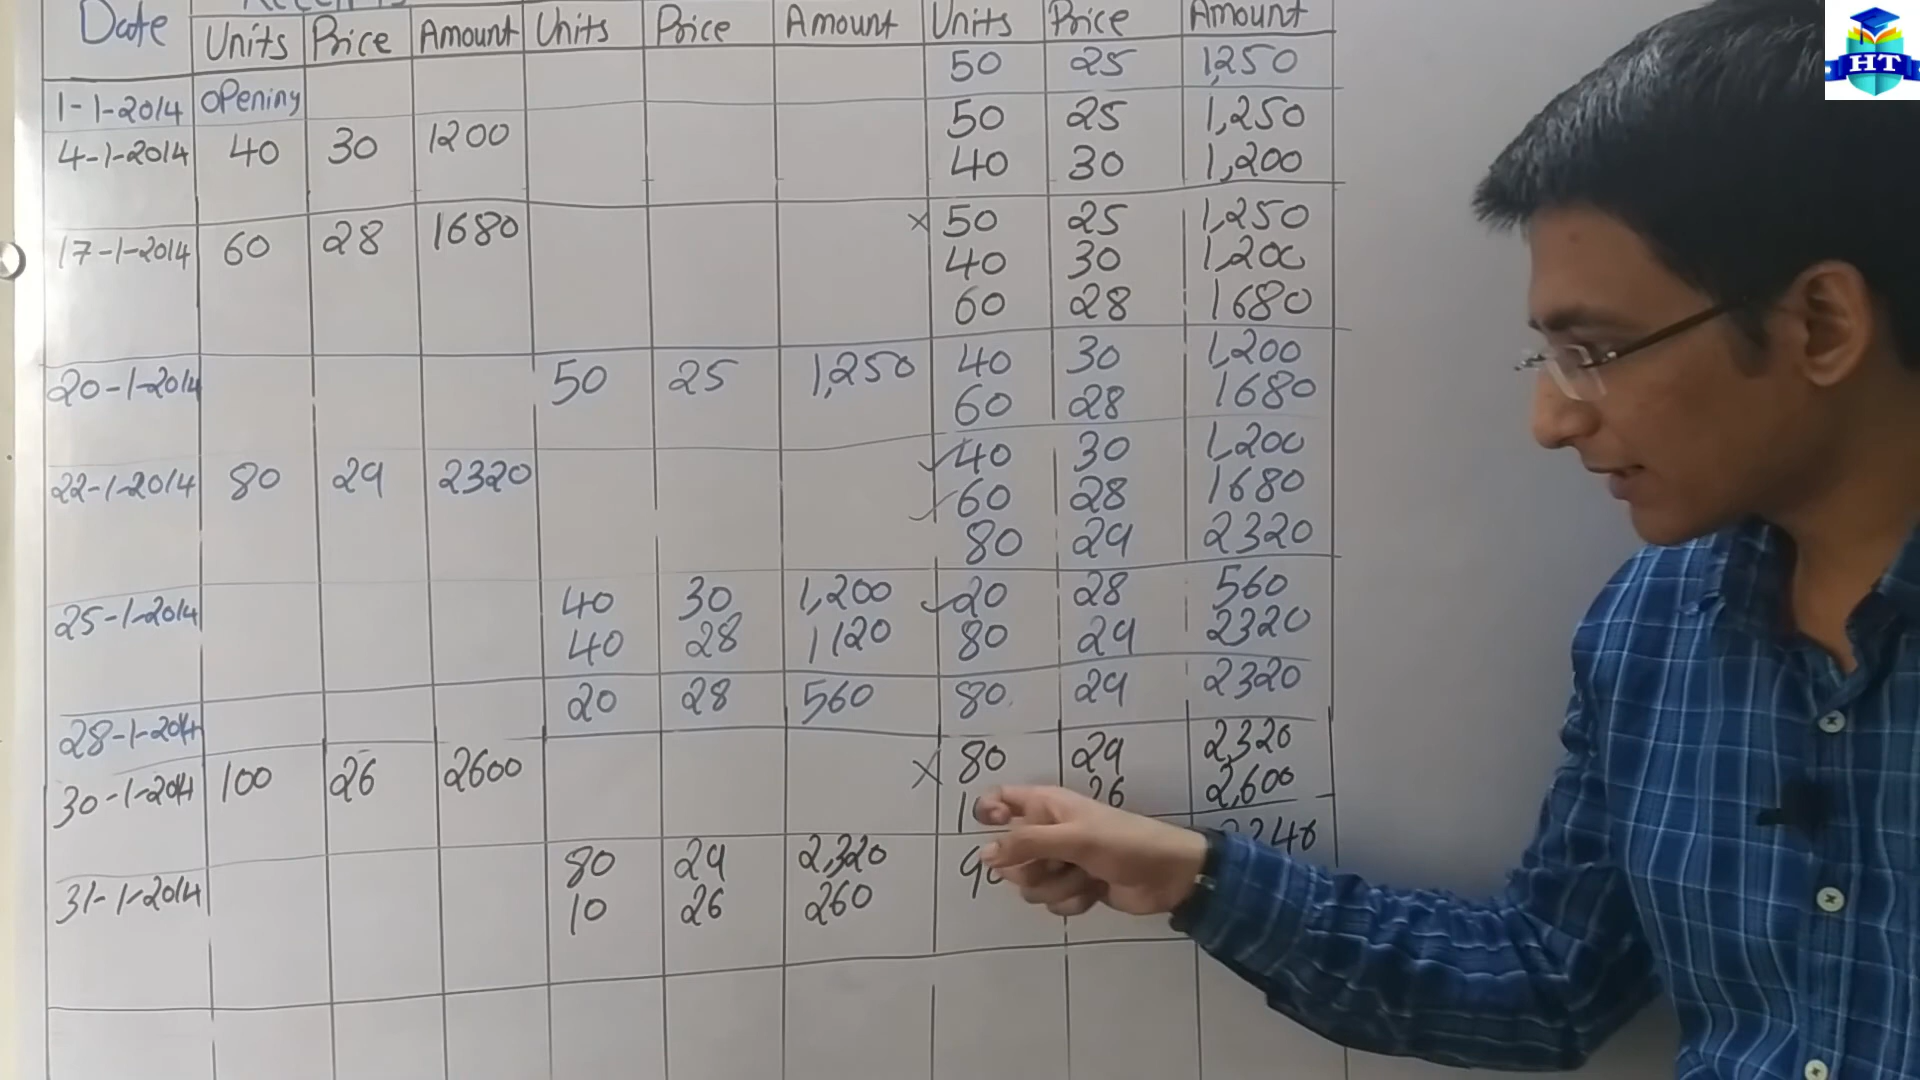 Date
Units Price Amount Units Price Amount Units Price Amount
50 25 1,250
1-1-2014 Opening
4-1-2014 40 30 1200 50 25 1,250
40 30 1,200
17-1-2014 60 28 1680 x 50 25 1,250
40 30 1,200
60 28 1680
20-1-2014 50 25 1,250 40 30 1,200
60 28 1680
22-1-2014 80 29 2320 ✓ 40 30 1,200
✓ 60 28 1680
80 29 2320
25-1-2014 40 30 1,200 ✓ 20 28 560
40 28 1120 80 29 2320
28-1-2014 20 28 560 80 29 2320
30-1-2014 100 26 2600 x 80 29 2,320
26 2,600
31-1-2014 80 29 2,320 90
10 26 260
HT